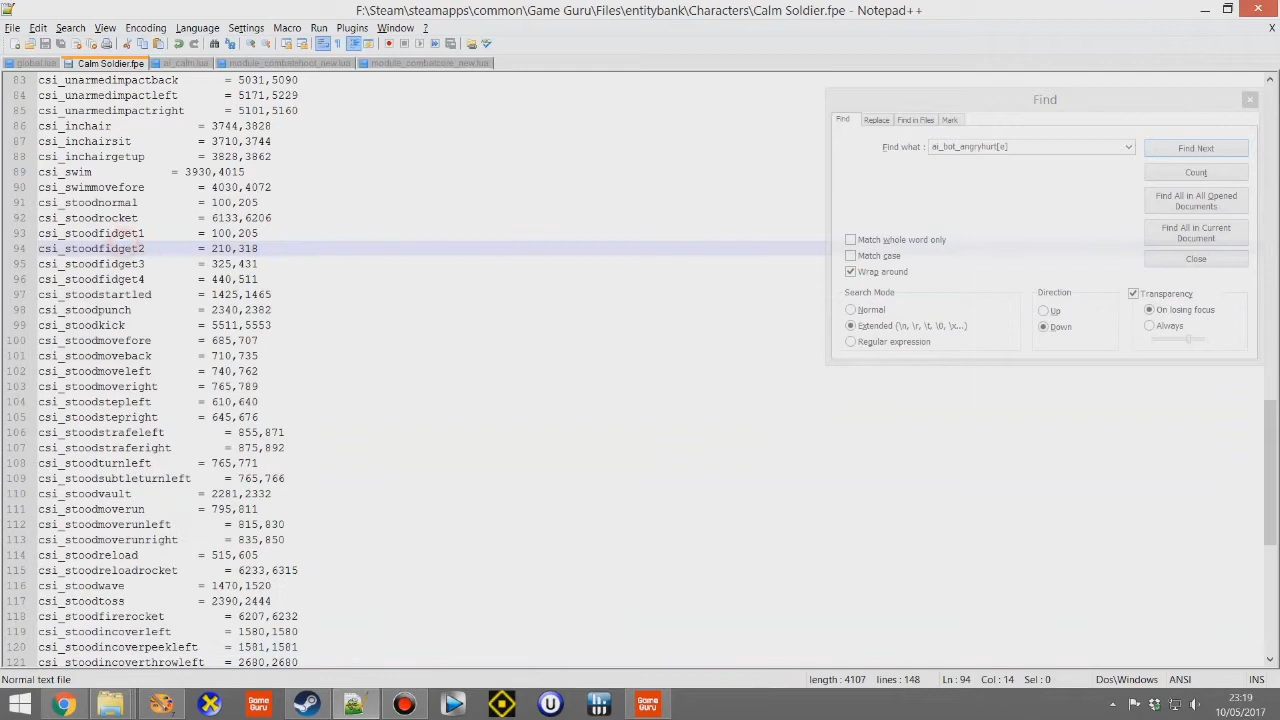 F:\Steam\steamapps\common\Game Guru\Files\entitybank\Characters\Calm Soldier.fpe - Notepad++
File Edit Search View Encoding Language Settings Macro Run Plugins Window ? X
global.lua Calm Soldier.fpe ai_calm.lua module_combatshoot_new.lua module_combatcore_new.lua
83 csi_unarmedimpactback = 5031,5090
84 csi_unarmedimpactleft = 5171,5229
85 csi_unarmedimpactright = 5101,5160
86 csi_inchair = 3744,3828
87 csi_inchairsit = 3710,3744
88 csi_inchairgetup = 3828,3862
89 csi_swim = 3930,4015
90 csi_swimmovefore = 4030,4072
91 csi_stoodnormal = 100,205
92 csi_stoodrocket = 6133,6206
93 csi_stoodfidget1 = 100,205
94 csi_stoodfidget2 = 210,318
95 csi_stoodfidget3 = 325,431
96 csi_stoodfidget4 = 440,511
97 csi_stoodstartled = 1425,1465
98 csi_stoodpunch = 2340,2382
99 csi_stoodkick = 5511,5553
100 csi_stoodmovefore = 685,707
101 csi_stoodmoveback = 710,735
102 csi_stoodmoveleft = 740,762
103 csi_stoodmoveright = 765,789
104 csi_stoodstepleft = 610,640
105 csi_stoodstepright = 645,676
106 csi_stoodstrafeleft = 855,871
107 csi_stoodstraferight = 875,892
108 csi_stoodturnleft = 765,771
109 csi_stoodsubtleturnleft = 765,766
110 csi_stoodvault = 2281,2332
111 csi_stoodmoverun = 795,811
112 csi_stoodmoverunleft = 815,830
113 csi_stoodmoverunright = 835,850
114 csi_stoodreload = 515,605
115 csi_stoodreloadrocket = 6233,6315
116 csi_stoodwave = 1470,1520
117 csi_stoodtoss = 2390,2444
118 csi_stoodfirerocket = 6207,6232
119 csi_stoodincoverleft = 1580,1580
120 csi_stoodincoverpeekleft = 1581,1581
121 csi_stoodincoverthrowleft = 2680,2680
Find
Find Replace Find in Files Mark
Find what : ai_bot_angryhurt[e]
Find Next
Count
Find All in All Opened
Documents
Find All in Current
Document
Close
Match whole word only
Match case
Wrap around
Search Mode
Normal
Extended (\n, \r, \t, \0, \x...)
Regular expression
Direction
Up
Down
Transparency
On losing focus
Always
Normal text file length : 4107 lines : 148 Ln : 94 Col : 14 Sel : 0 Dos\Windows ANSI INS
Game
Guru
Game
Guru
23:19
10/05/2017